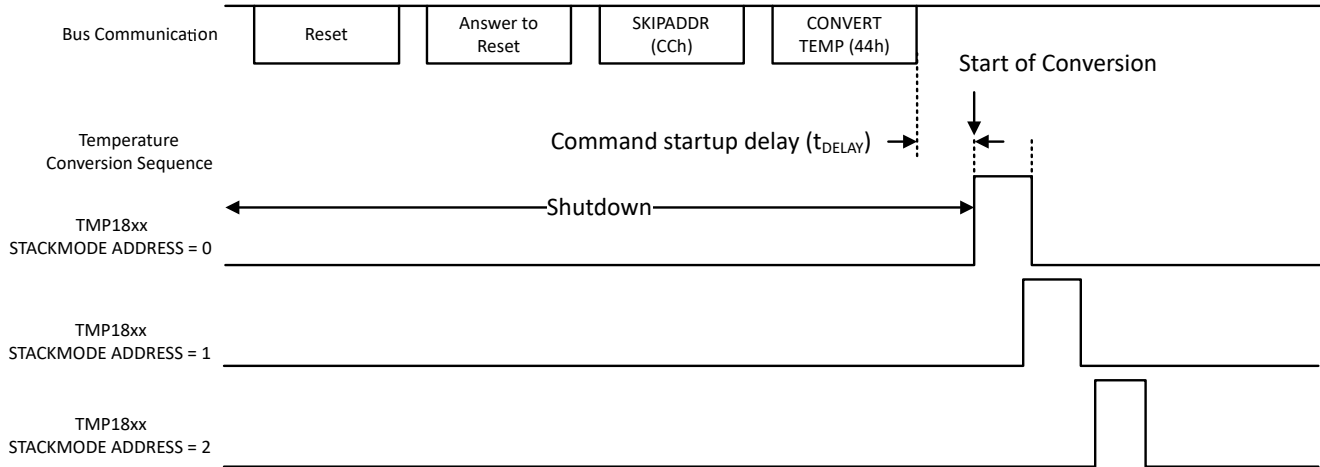 Bus Communication
Reset
Answer to
Reset
SKIPADDR
(CCh)
CONVERT
TEMP (44h)
Start of Conversion
Temperature
Conversion Sequence
Command startup delay (tDELAY)
Shutdown
TMP18xx
STACKMODE ADDRESS = 0
TMP18xx
STACKMODE ADDRESS = 1
TMP18xx
STACKMODE ADDRESS = 2